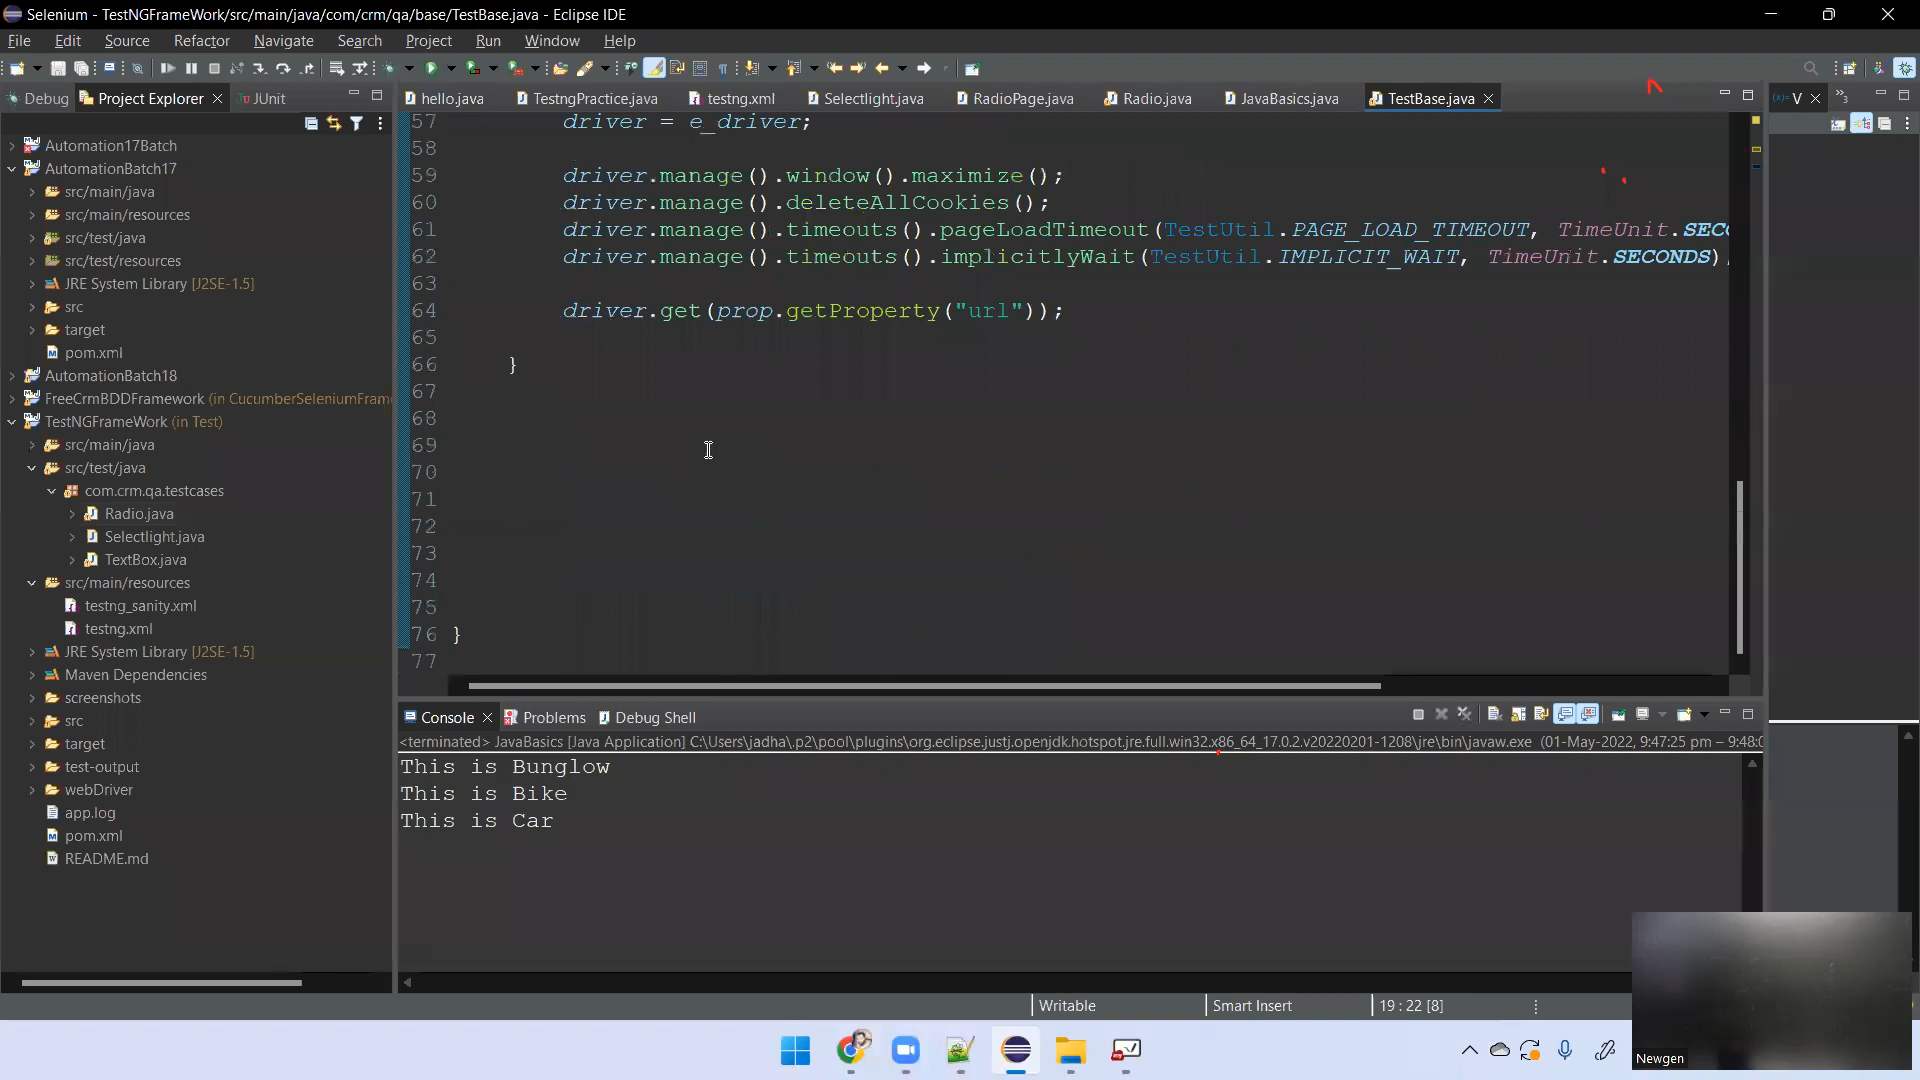 Selenium - TestNGFrameWork/src/main/java/com/crm/qa/base/TestBase.java - Eclipse IDE
File Edit Source Refactor Navigate Search Project Run Window Help
Debug Project Explorer JUnit
hello.java TestngPractice.java testng.xml Selectlight.java RadioPage.java Radio.java JavaBasics.java TestBase.java
(x)= V
3
Automation17Batch
AutomationBatch17
src/main/java
src/main/resources
src/test/java
src/test/resources
JRE System Library [J2SE-1.5]
src
target
pom.xml
AutomationBatch18
FreeCrmBDDFramework (in CucumberSeleniumFram
TestNGFrameWork (in Test)
src/main/java
src/test/java
com.crm.qa.testcases
Radio.java
Selectlight.java
TextBox.java
src/main/resources
testng_sanity.xml
testng.xml
JRE System Library [J2SE-1.5]
Maven Dependencies
screenshots
src
target
test-output
webDriver
app.log
pom.xml
README.md
57 driver = e_driver;
58
59 driver.manage().window().maximize();
60 driver.manage().deleteAllCookies();
61 driver.manage().timeouts().pageLoadTimeout(TestUtil.PAGE_LOAD_TIMEOUT, TimeUnit.SECO
62 driver.manage().timeouts().implicitlyWait(TestUtil.IMPLICIT_WAIT, TimeUnit.SECONDS)
63
64 driver.get(prop.getProperty("url"));
65
66 }
67
68
69
70
71
72
73
74
75
76 }
77
Console Problems Debug Shell
<terminated> JavaBasics [Java Application] C:\Users\jadha\.p2\pool\plugins\org.eclipse.justj.openjdk.hotspot.jre.full.win32.x86_64_17.0.2.v20220201-1208\jre\bin\javaw.exe (01-May-2022, 9:47:25 pm – 9:48:0
This is Bunglow
This is Bike
This is Car
Writable Smart Insert 19 : 22 [8]
Newgen